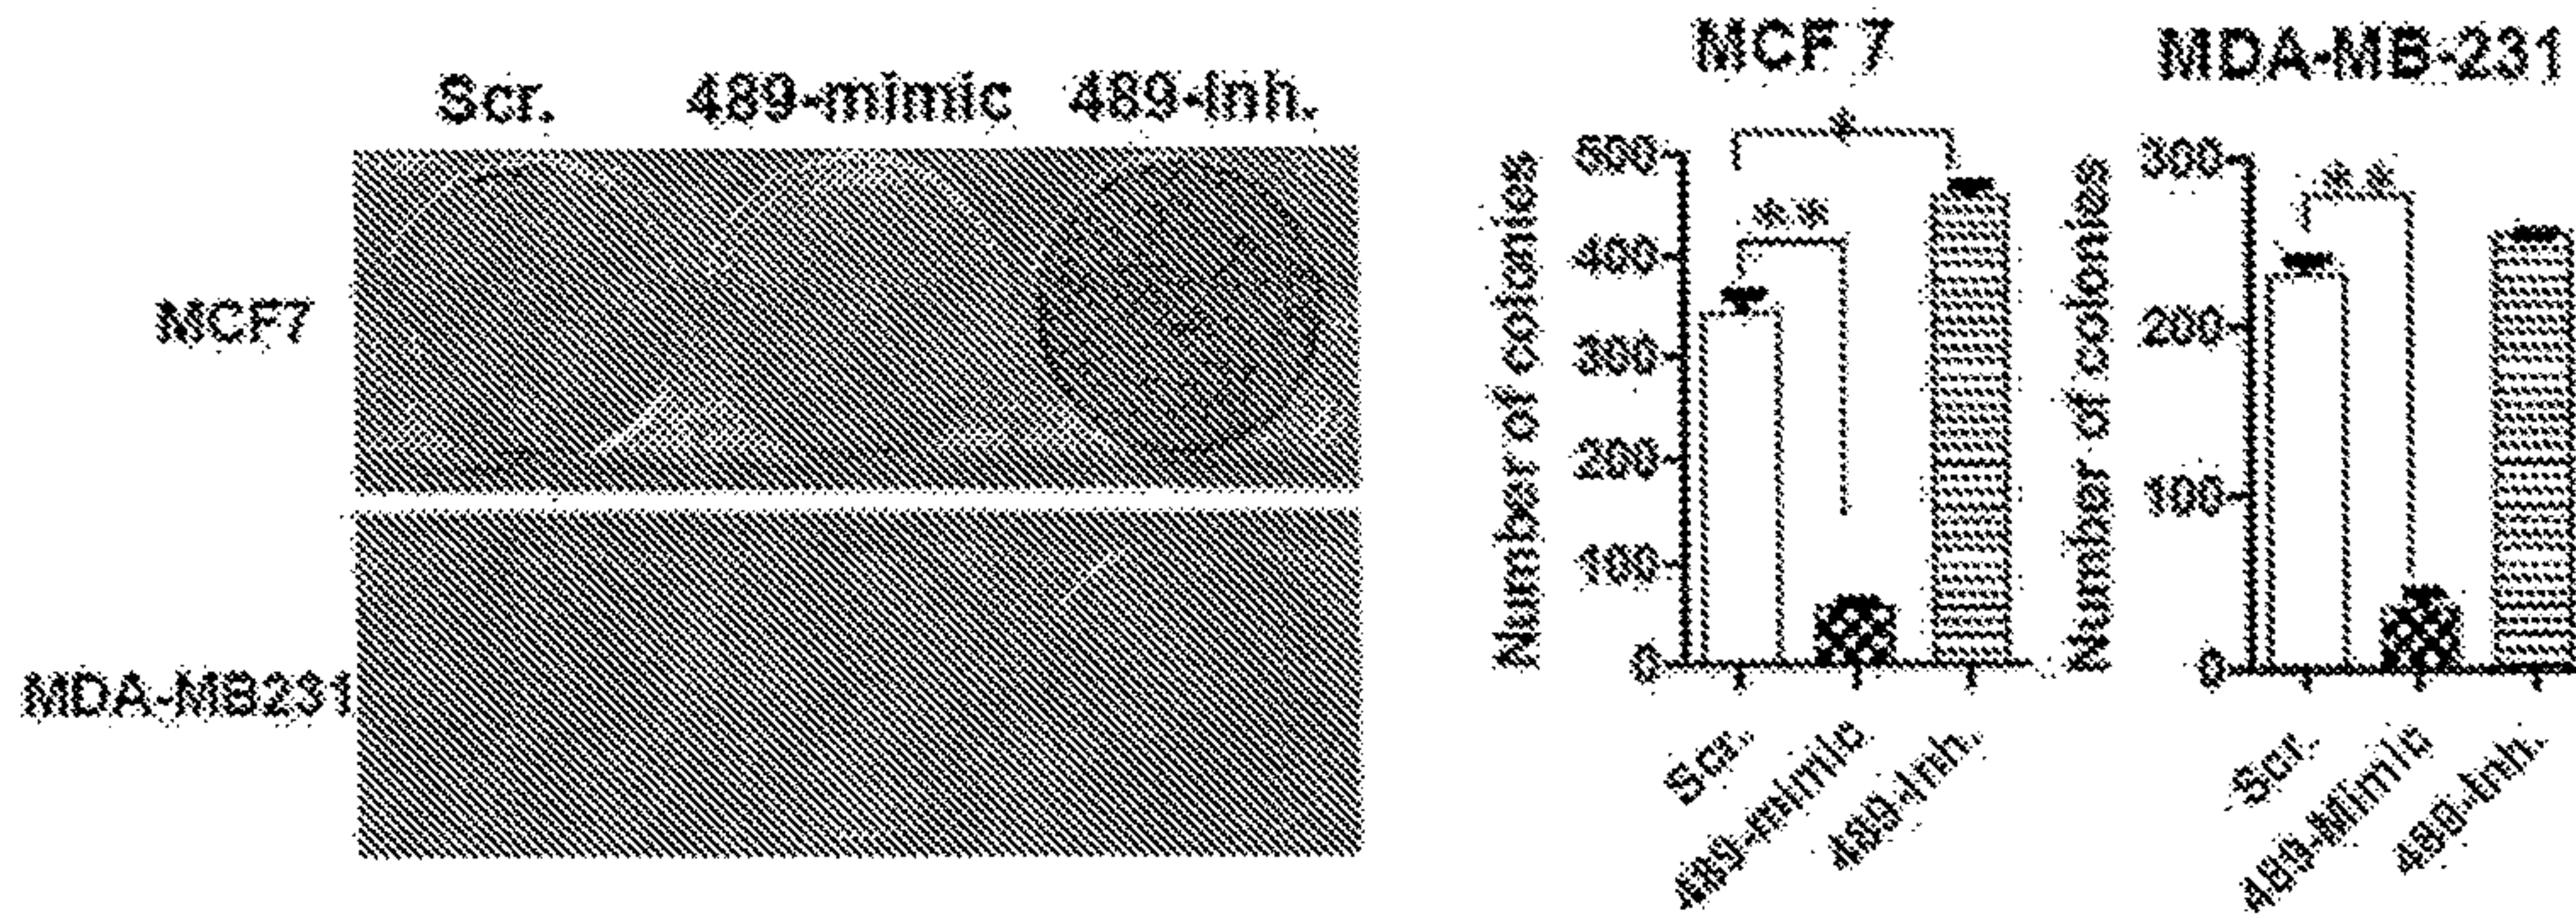 Scr. 489-mimic 489-Inh.
MCF7
MDA-MB231
MCF 7
Number of colonies
500
400
300
200
100
0
*
**
Scr.
489-mimic
489-Inh.
MDA-MB-231
Number of colonies
300
200
100
0
**
Scr.
489-Mimic
489-Inh.